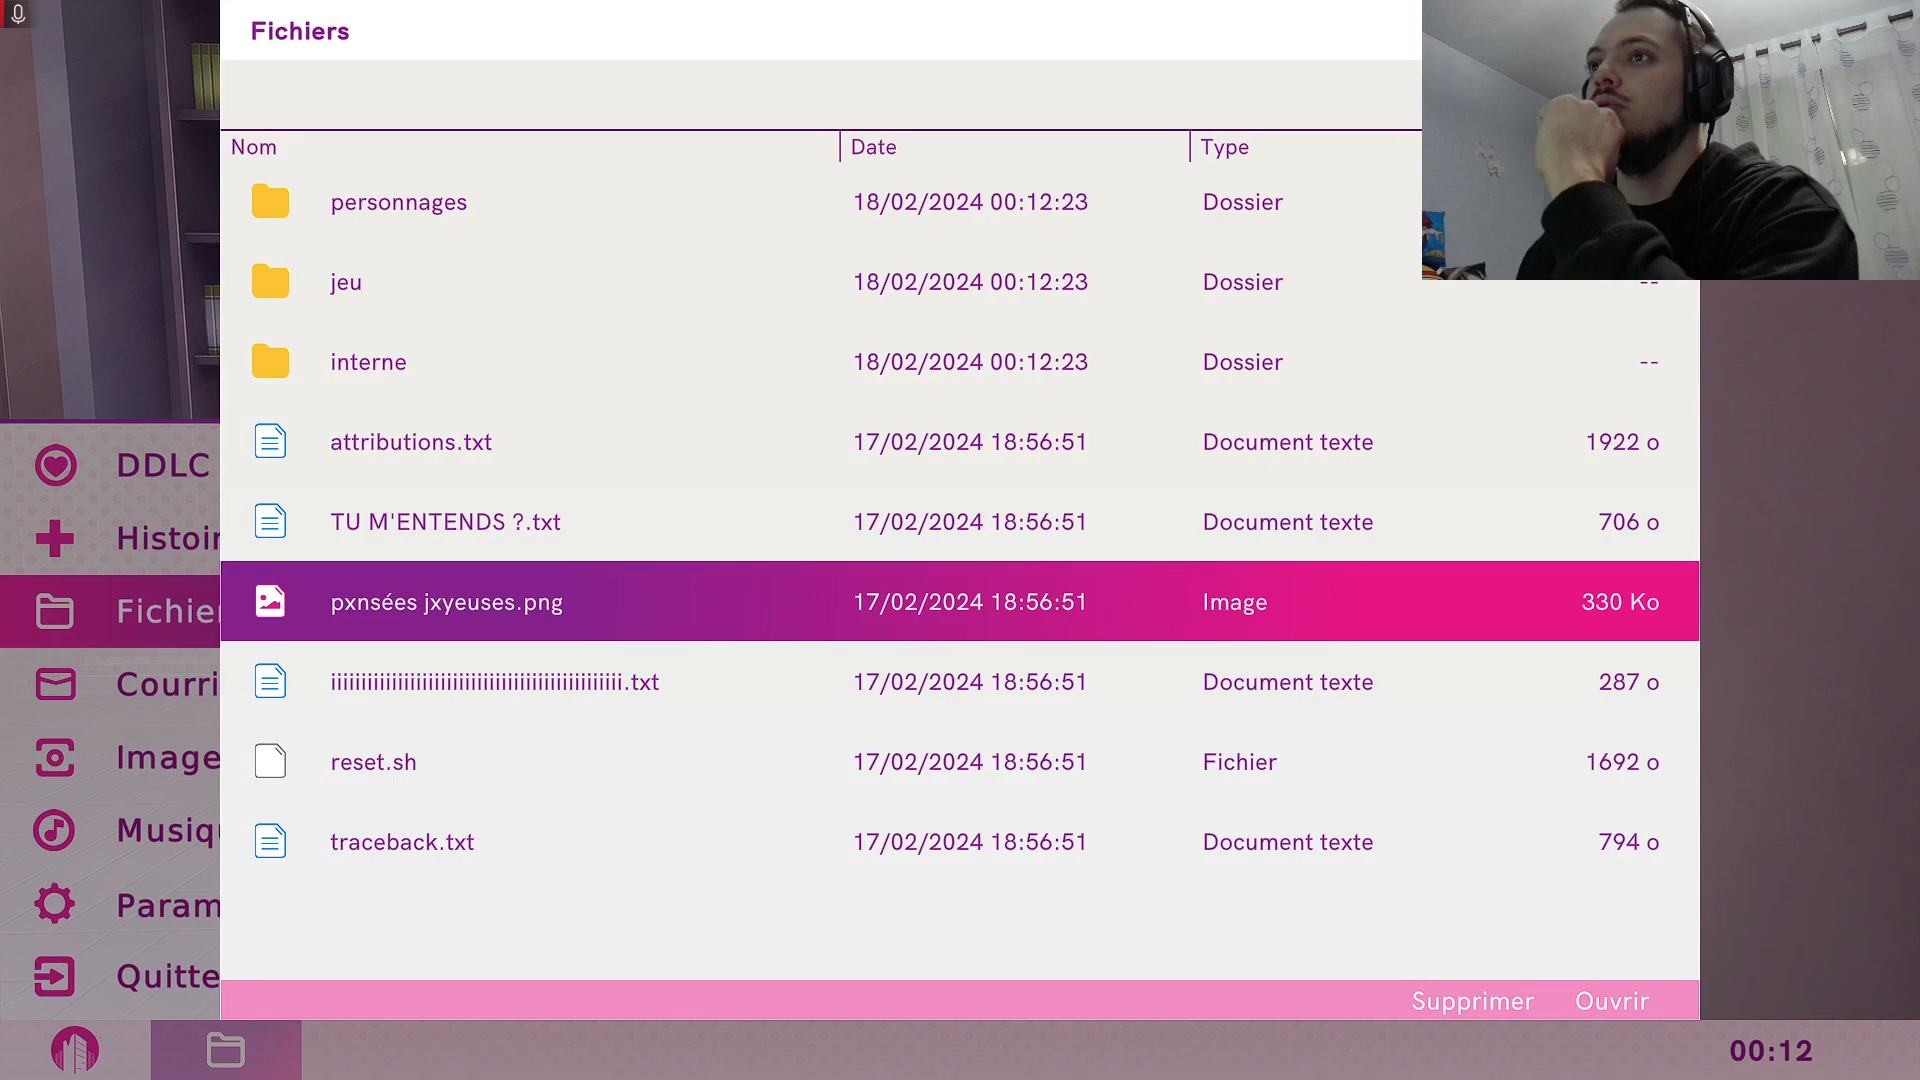 Fichiers
Nom Date Type
personnages 18/02/2024 00:12:23 Dossier
jeu 18/02/2024 00:12:23 Dossier --
interne 18/02/2024 00:12:23 Dossier --
attributions.txt 17/02/2024 18:56:51 Document texte 1922 o
TU M'ENTENDS ?.txt 17/02/2024 18:56:51 Document texte 706 o
pxnsées jxyeuses.png 17/02/2024 18:56:51 Image 330 Ko
iiiiiiiiiiiiiiiiiiiiiiiiiiiiiiiiiiiiiiiiiiiiiiii.txt 17/02/2024 18:56:51 Document texte 287 o
reset.sh 17/02/2024 18:56:51 Fichier 1692 o
traceback.txt 17/02/2024 18:56:51 Document texte 794 o
Supprimer Ouvrir
DDLC
Histoir
Fichier
Courri
Image
Musiq
Param
Quitte
00:12